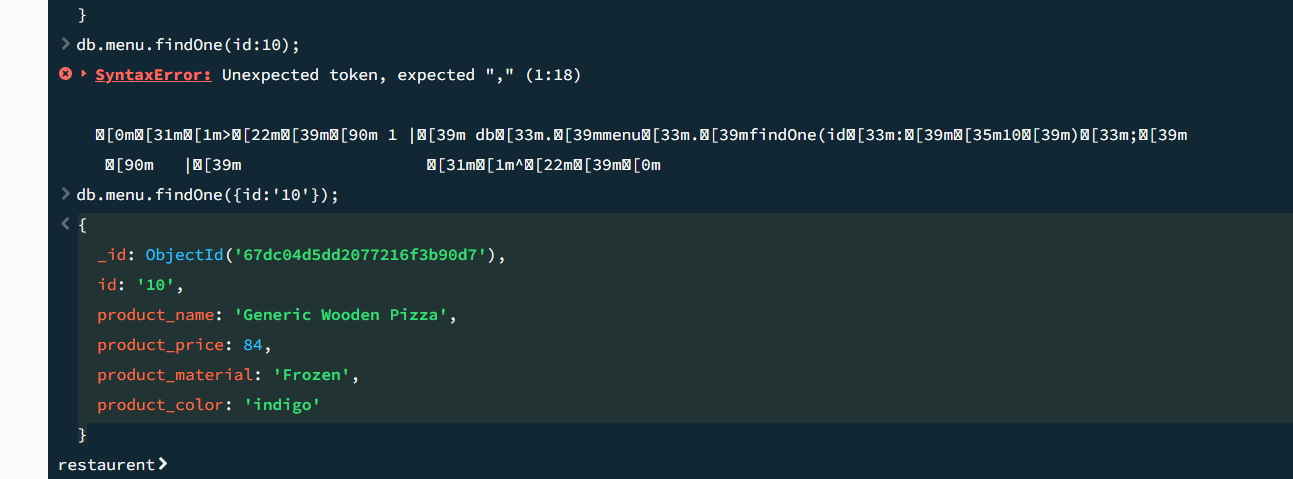 }
db.menu.findOne(id:10);
SyntaxError: Unexpected token, expected "," (1:18)
[0m[31m[1m>[22m[39m[90m 1 |[39m db[33m.[39mmenu[33m.[39mfindOne(id[33m:[39m[35m10[39m)[33m;[39m
[90m   |[39m                   [31m[1m^[22m[39m[0m
db.menu.findOne({id:'10'});
{
_id: ObjectId('67dc04d5dd2077216f3b90d7'),
id: '10',
product_name: 'Generic Wooden Pizza',
product_price: 84,
product_material: 'Frozen',
product_color: 'indigo'
}
restaurent>